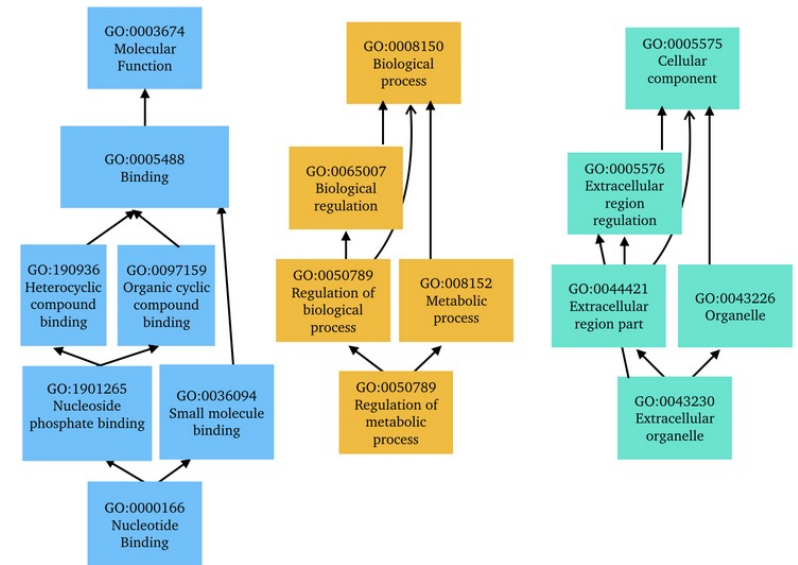 GO:0003674
Molecular
Function
GO:0005488
Binding
GO:190936
Heterocyclic
compound
binding
GO:0097159
Organic cyclic
compound
binding
GO:1901265
Nucleoside
phosphate binding
GO:0036094
Small molecule
binding
GO:0000166
Nucleotide
Binding
GO:0008150
Biological
process
GO:0065007
Biological
regulation
GO:0050789
Regulation of
biological
process
GO:008152
Metabolic
process
GO:0050789
Regulation of
metabolic
process
GO:0005575
Cellular
component
GO:0005576
Extracellular
region
regulation
GO:0044421
Extracellular
region part
GO:0043226
Organelle
GO:0043230
Extracellular
organelle